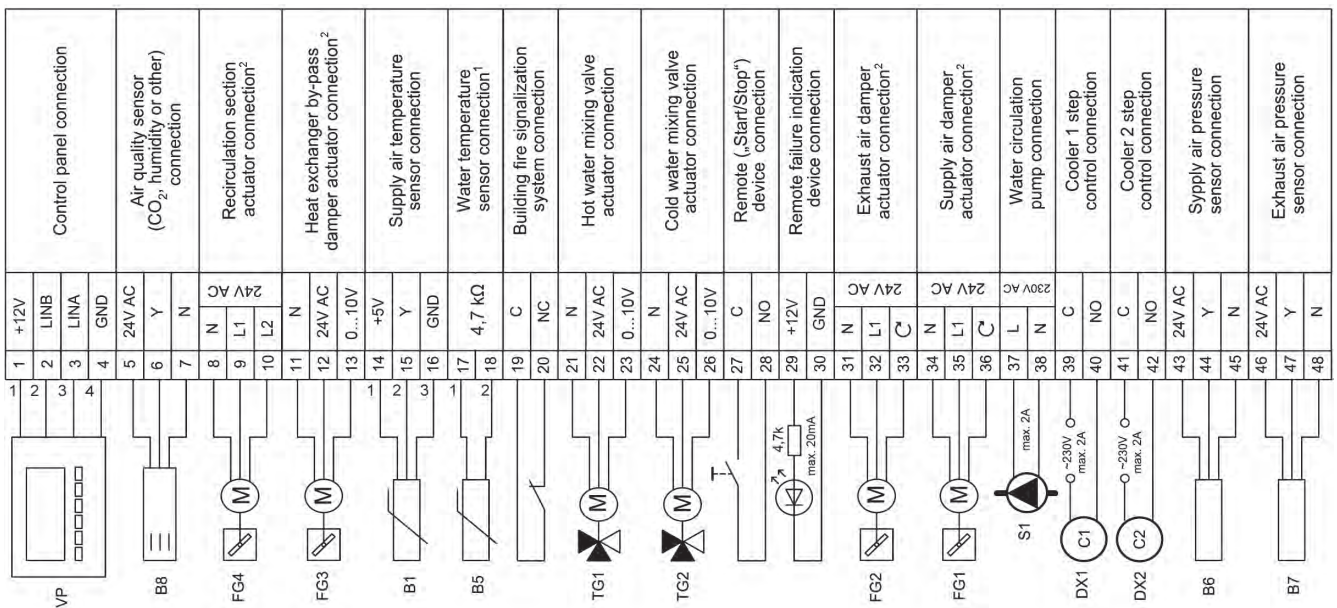 Control panel connection
Air quality sensor
(CO2, humidity or other)
connection
Recirculation section
actuator connection²
Heat exchanger by-pass
damper actuator connection²
Supply air temperature
sensor connection
Water temperature
sensor connection¹
Building fire signalization
system connection
Hot water mixing valve
actuator connection
Cold water mixing valve
actuator connection
Remote („Start/Stop“)
device connection
Remote failure indication
device connection
Exhaust air damper
actuator connection²
Supply air damper
actuator connection²
Water circulation
pump connection
Cooler 1 step
control connection
Cooler 2 step
control connection
Sypply air pressure
sensor connection
Exhaust air pressure
sensor connection
+12V
LINB
LINA
GND
24V AC
Y
N
N
L1
L2
24V AC
N
24V AC
0...10V
+5V
Y
GND
4,7 kΩ
C
NC
N
24V AC
0...10V
N
24V AC
0...10V
C
NO
+12V
GND
N
L1
24V AC
N
L1
24V AC
L
N
230V AC
C
NO
C
NO
24V AC
Y
N
24V AC
Y
N
1
2
3
4
5
6
7
8
9
10
11
12
13
14
15
16
17
18
19
20
21
22
23
24
25
26
27
28
29
30
31
32
33
34
35
36
37
38
39
40
41
42
43
44
45
46
47
48
1 2 3 4
1 2 3
1 2
M
M
M
M
4,7k
max. 20mA
M
M
max. 2A
~230V
max. 2A
~230V
max. 2A
C1
C2
VP
B8
FG4
FG3
B1
B5
TG1
TG2
FG2
FG1
S1
DX1
DX2
B6
B7